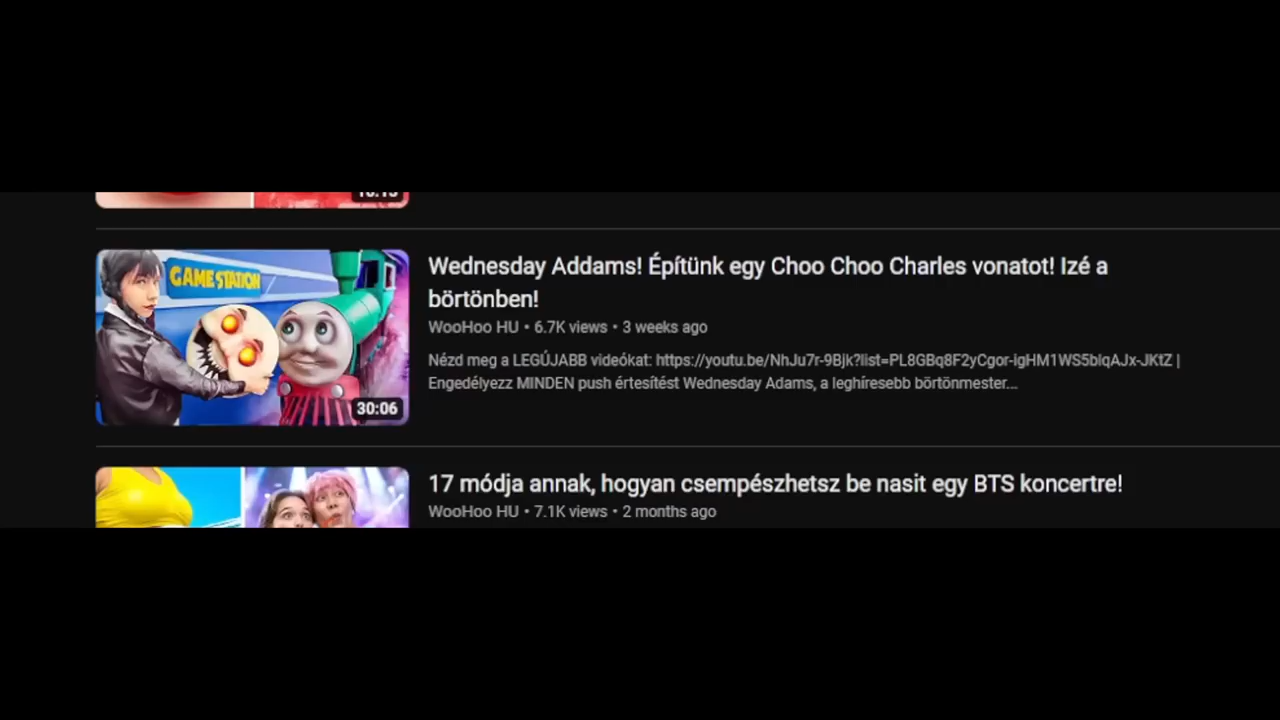 GAME STATION
30:06
Wednesday Addams! Építünk egy Choo Choo Charles vonatot! Izé a
börtönben!
WooHoo HU • 6.7K views • 3 weeks ago
Nézd meg a LEGÚJABB videókat: https://youtu.be/NhJu7r-9Bjk?list=PL8GBq8F2yCgor-igHM1WS5blqAJx-JKtZ |
Engedélyezz MINDEN push értesítést Wednesday Adams, a leghíresebb börtönmester...
17 módja annak, hogyan csempészhetsz be nasit egy BTS koncertre!
WooHoo HU • 7.1K views • 2 months ago